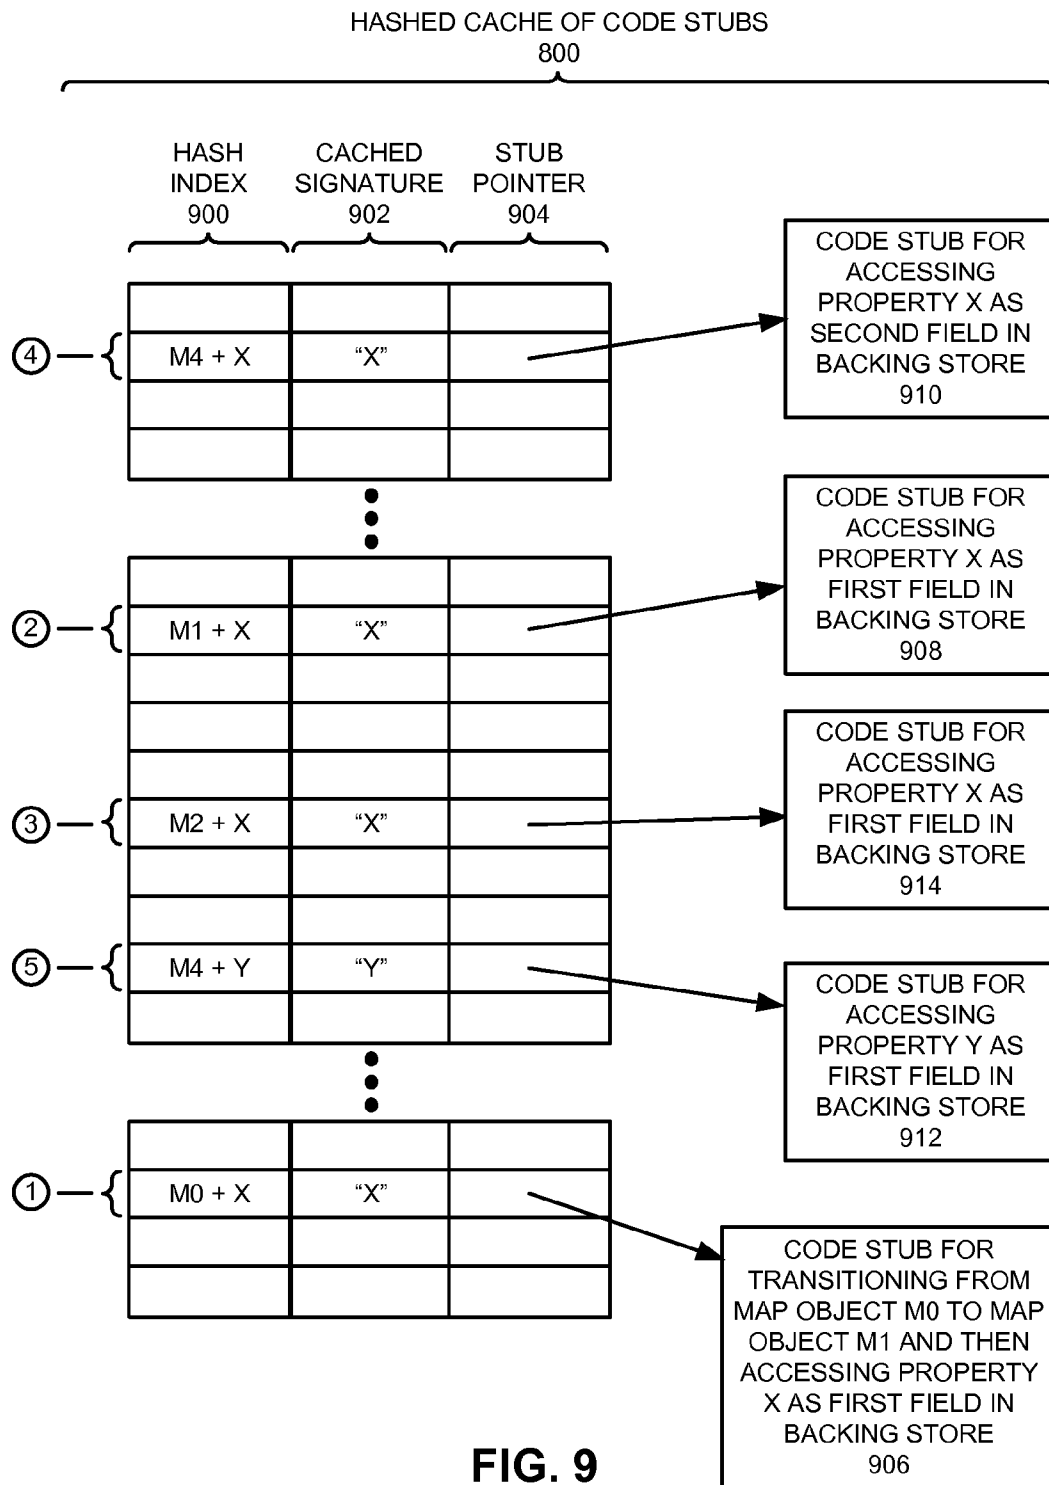 HASHED CACHE OF CODE STUBS
800
HASH
INDEX
900
CACHED
SIGNATURE
902
STUB
POINTER
904
CODE STUB FOR
ACCESSING
PROPERTY X AS
SECOND FIELD IN
BACKING STORE
910
4
M4 + X
“X”
CODE STUB FOR
ACCESSING
PROPERTY X AS
FIRST FIELD IN
BACKING STORE
908
2
M1 + X
“X”
CODE STUB FOR
ACCESSING
PROPERTY X AS
FIRST FIELD IN
BACKING STORE
914
3
M2 + X
“X”
5
M4 + Y
“Y”
CODE STUB FOR
ACCESSING
PROPERTY Y AS
FIRST FIELD IN
BACKING STORE
912
1
M0 + X
“X”
CODE STUB FOR
TRANSITIONING FROM
MAP OBJECT M0 TO MAP
OBJECT M1 AND THEN
ACCESSING PROPERTY
X AS FIRST FIELD IN
BACKING STORE
906
FIG. 9